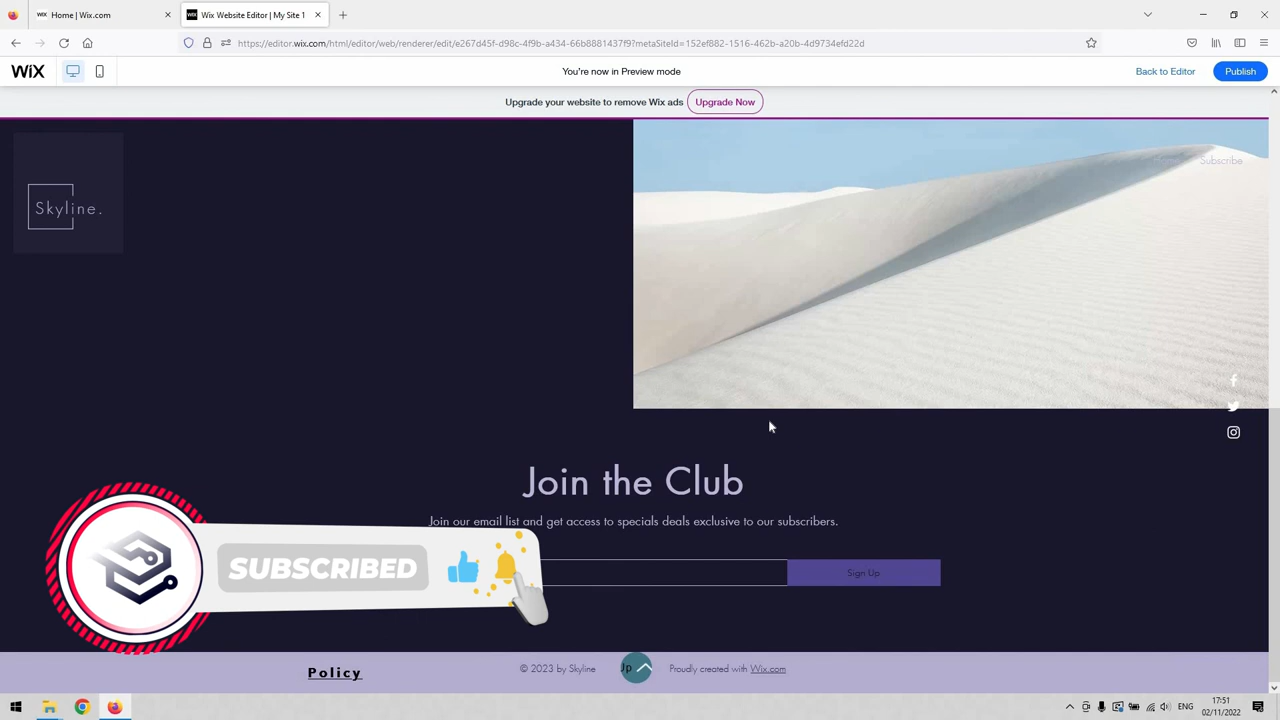 Home | Wix.com
Wix Website Editor | My Site 1
https://editor.wix.com/html/editor/web/renderer/edit/e267d45f-d98c-4f9b-a43e-66b8881437f9?metaSiteId=152ef882-1516-462b-a20b-4d9734efd22d
WiX
You're now in Preview mode
Back to Editor
Publish
Upgrade your website to remove Wix ads
Upgrade Now
Home
Subscribe
Skyline.
Join the Club
Join our email list and get access to specials deals exclusive to our subscribers.
SUBSCRIBED
Sign Up
Policy
© 2023 by Skyline
Up
Proudly created with Wix.com
ENG
17:51
02/11/2022